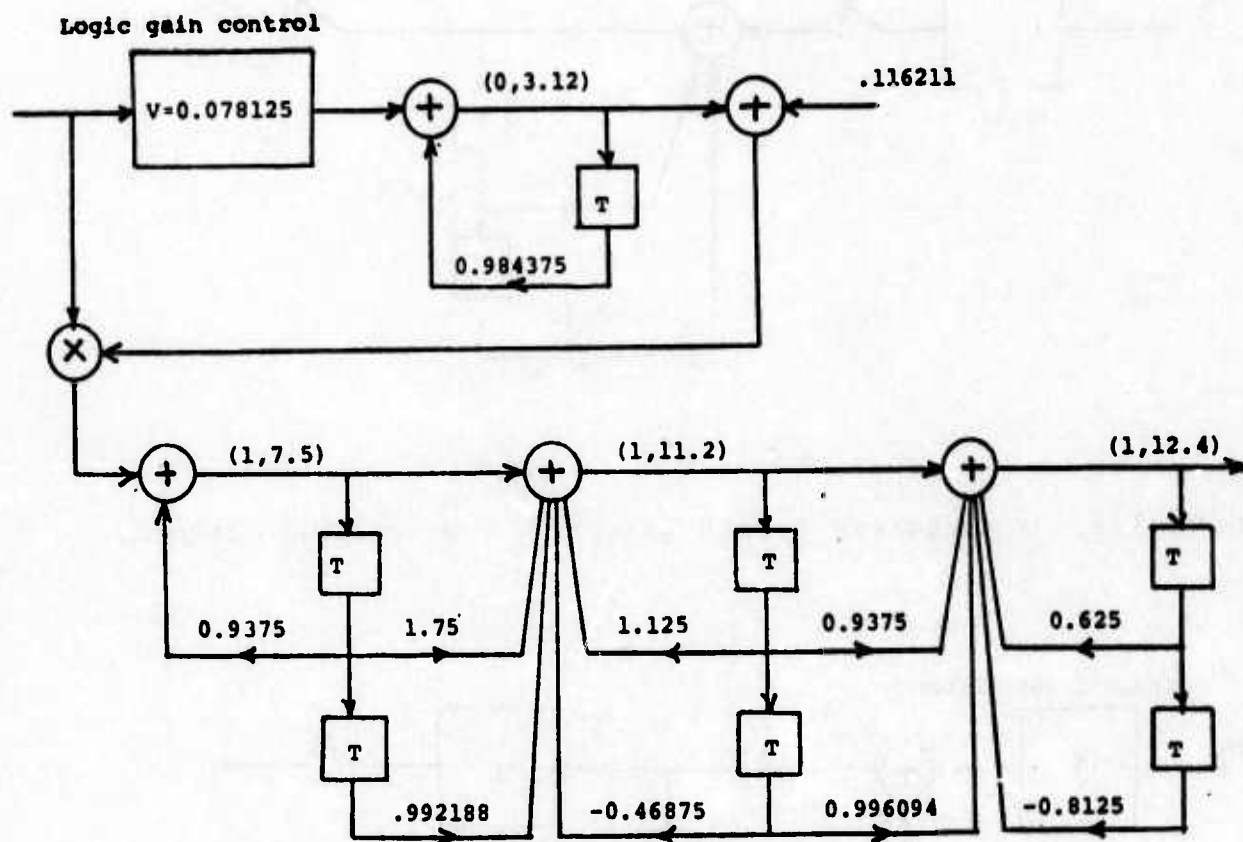 Logic gain control
V=0.078125
+
(0,3.12)
+
.116211
T
0.984375
×
+
(1,7.5)
+
(1,11.2)
+
(1,12.4)
T
T
T
0.9375
1.75
1.125
0.9375
0.625
T
T
T
.992188
-0.46875
0.996094
-0.8125